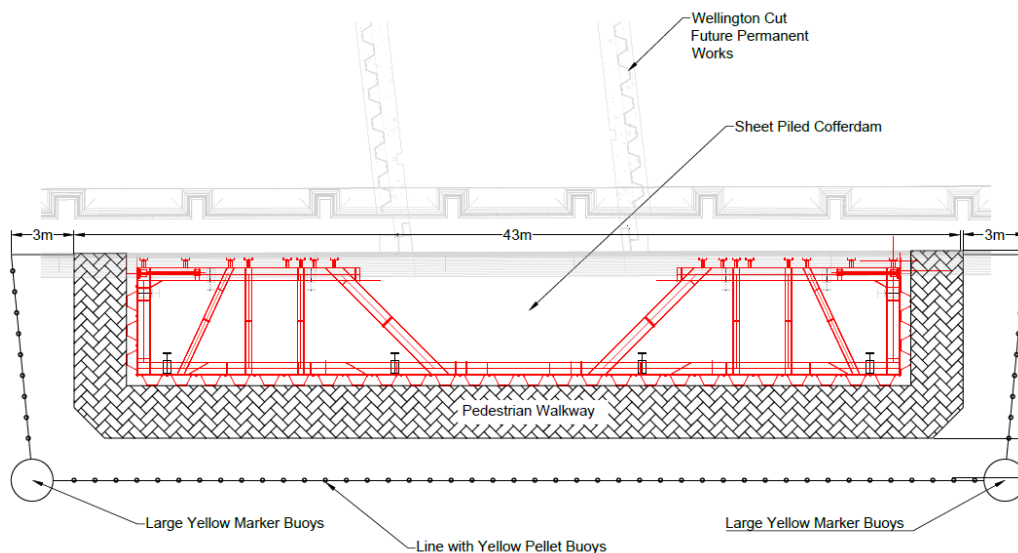 Wellington Cut
Future Permanent
Works
Sheet Piled Cofferdam
3m
43m
3m
Pedestrian Walkway
Large Yellow Marker Buoys
Large Yellow Marker Buoys
Line with Yellow Pellet Buoys